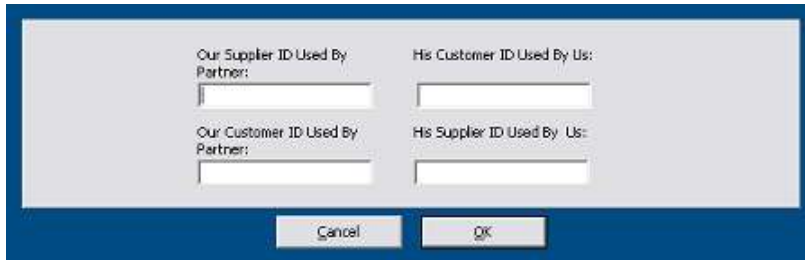 Our Supplier ID Used By
Partner:
His Customer ID Used By Us:
Our Customer ID Used By
Partner:
His Supplier ID Used By  Us:
Cancel
OK